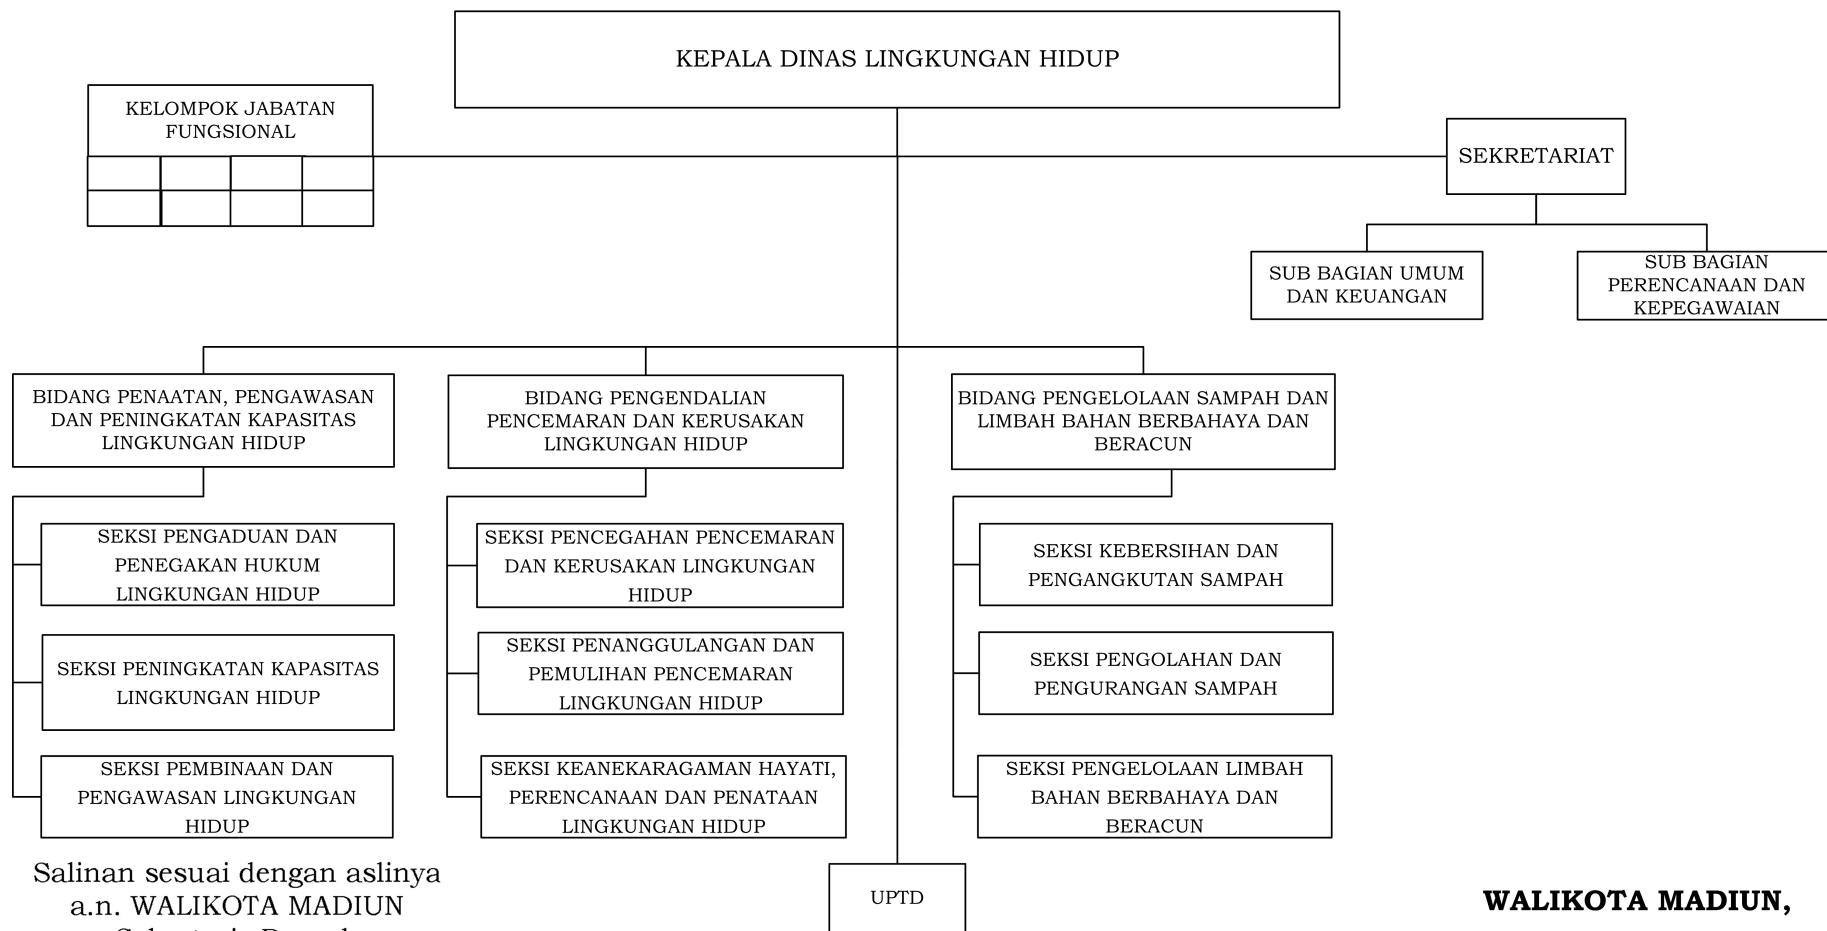 KEPALA DINAS LINGKUNGAN HIDUP
KELOMPOK JABATAN
FUNGSIONAL
SEKRETARIAT
SUB BAGIAN UMUM
DAN KEUANGAN
SUB BAGIAN
PERENCANAAN DAN
KEPEGAWAIAN
BIDANG PENAATAN, PENGAWASAN
DAN PENINGKATAN KAPASITAS
LINGKUNGAN HIDUP
BIDANG PENGENDALIAN
PENCEMARAN DAN KERUSAKAN
LINGKUNGAN HIDUP
BIDANG PENGELOLAAN SAMPAH DAN
LIMBAH BAHAN BERBAHAYA DAN
BERACUN
SEKSI PENGADUAN DAN
PENEGAKAN HUKUM
LINGKUNGAN HIDUP
SEKSI PENINGKATAN KAPASITAS
LINGKUNGAN HIDUP
SEKSI PEMBINAAN DAN
PENGAWASAN LINGKUNGAN
HIDUP
SEKSI PENCEGAHAN PENCEMARAN
DAN KERUSAKAN LINGKUNGAN
HIDUP
SEKSI PENANGGULANGAN DAN
PEMULIHAN PENCEMARAN
LINGKUNGAN HIDUP
SEKSI KEANEKARAGAMAN HAYATI,
PERENCANAAN DAN PENATAAN
LINGKUNGAN HIDUP
SEKSI KEBERSIHAN DAN
PENGANGKUTAN SAMPAH
SEKSI PENGOLAHAN DAN
PENGURANGAN SAMPAH
SEKSI PENGELOLAAN LIMBAH
BAHAN BERBAHAYA DAN
BERACUN
UPTD
Salinan sesuai dengan aslinya
a.n. WALIKOTA MADIUN
WALIKOTA MADIUN,